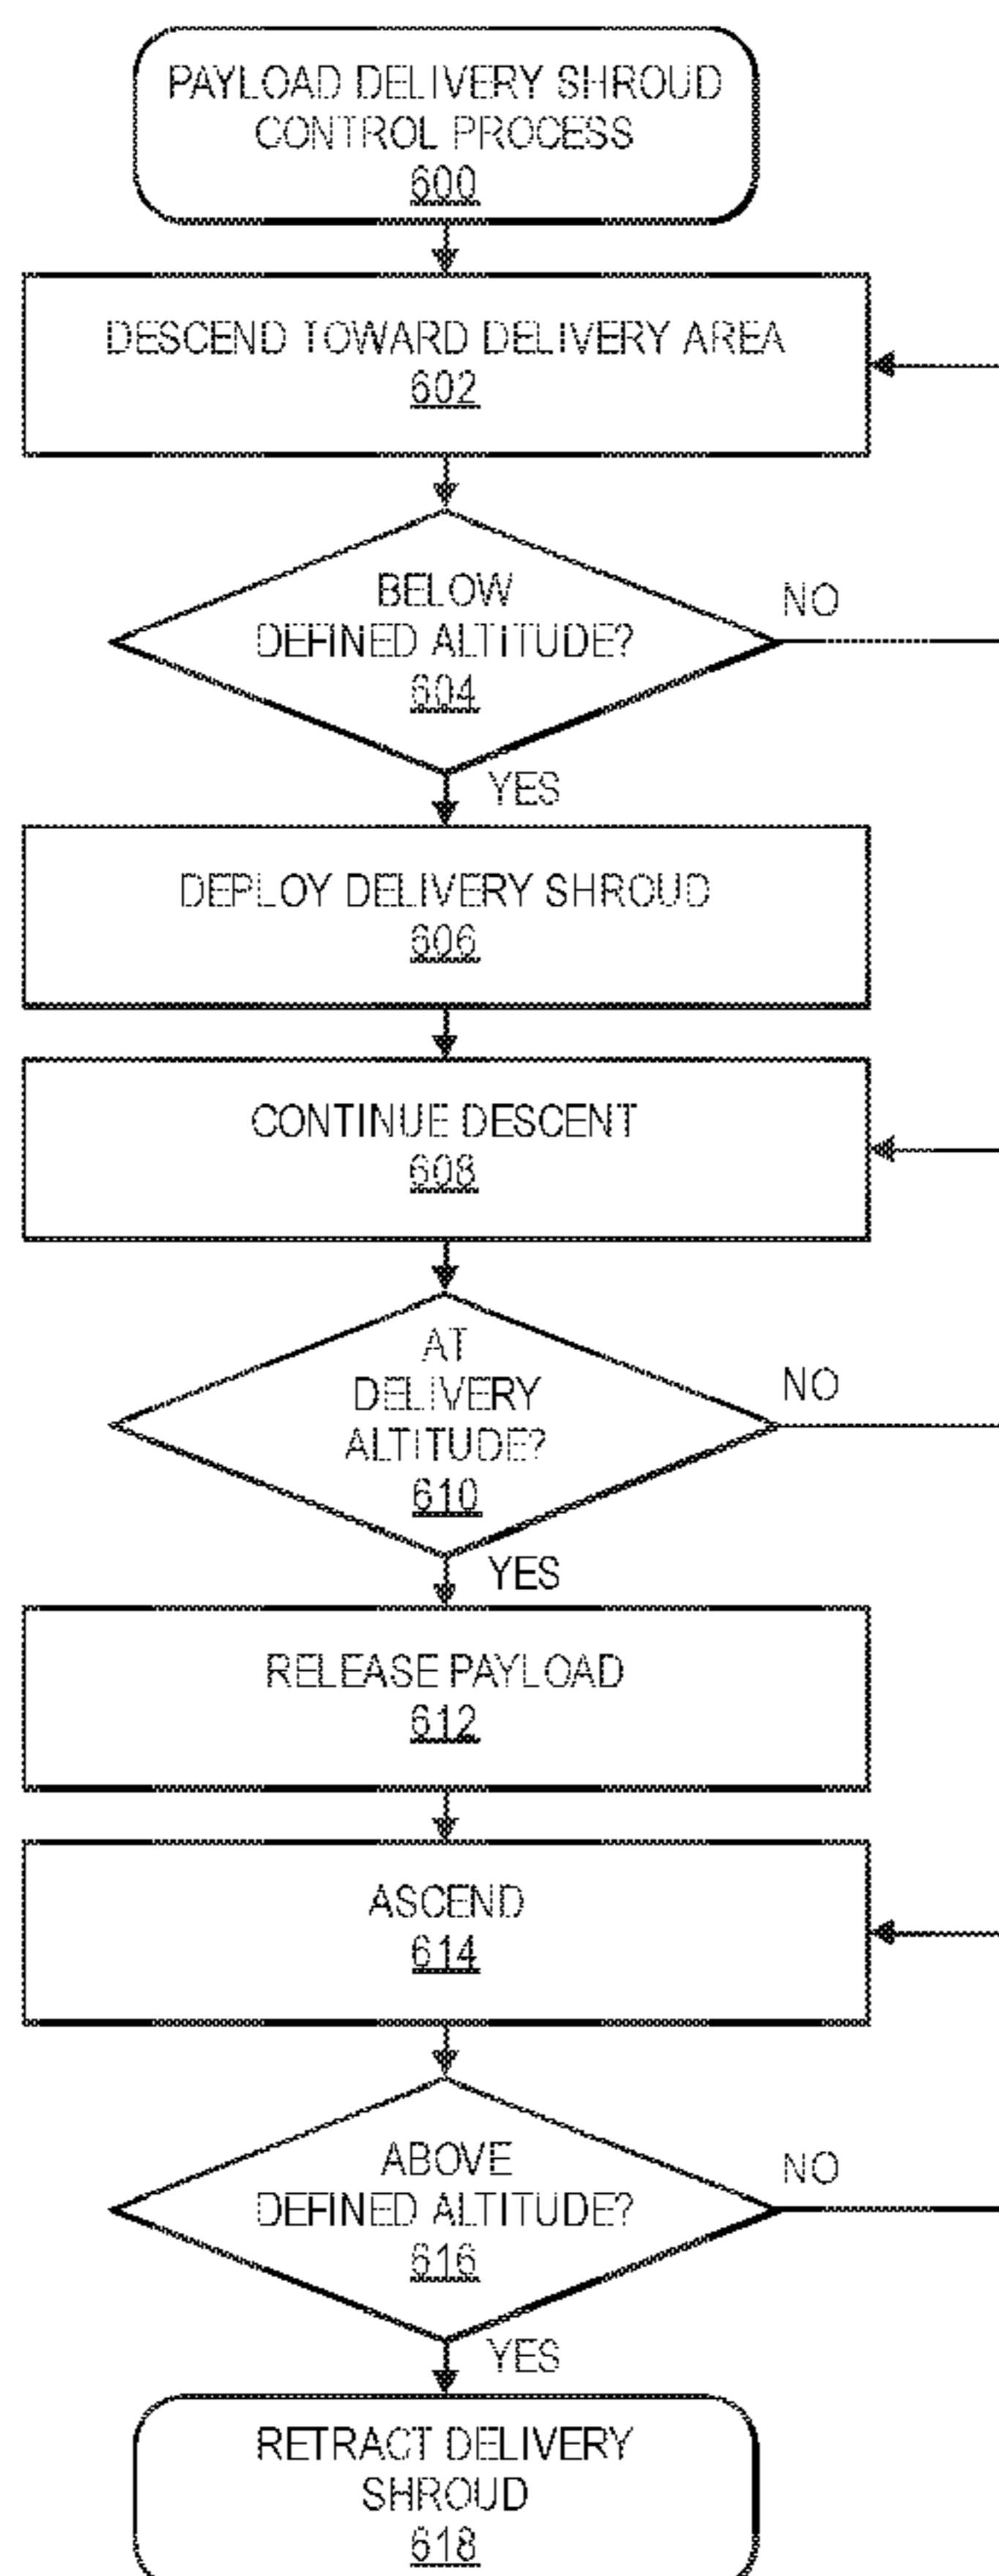 PAYLOAD DELIVERY SHROUD
CONTROL PROCESS
600
DESCEND TOWARD DELIVERY AREA
602
BELOW
DEFINED ALTITUDE?
604
NO
YES
DEPLOY DELIVERY SHROUD
606
CONTINUE DESCENT
608
AT
DELIVERY
ALTITUDE?
610
NO
YES
RELEASE PAYLOAD
612
ASCEND
614
ABOVE
DEFINED ALTITUDE?
616
NO
YES
RETRACT DELIVERY
SHROUD
618